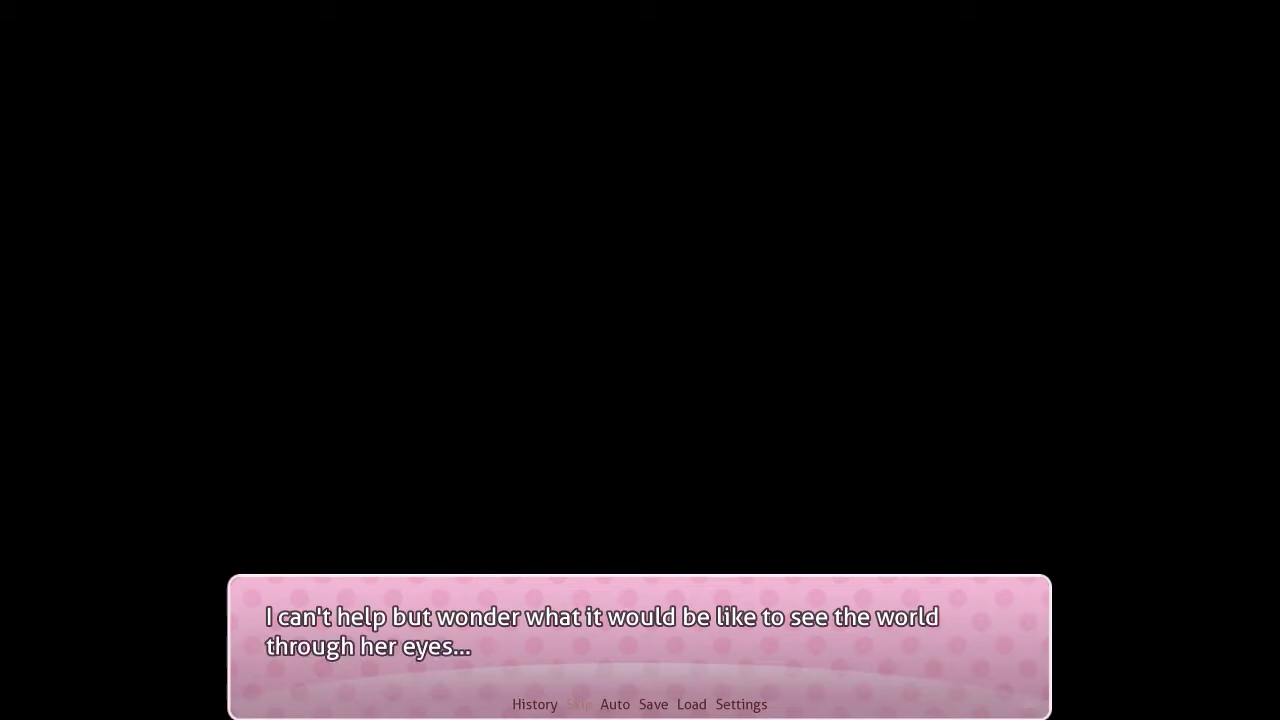 I can't help but wonder what it would be like to see the world
through her eyes...
History Skip Auto Save Load Settings